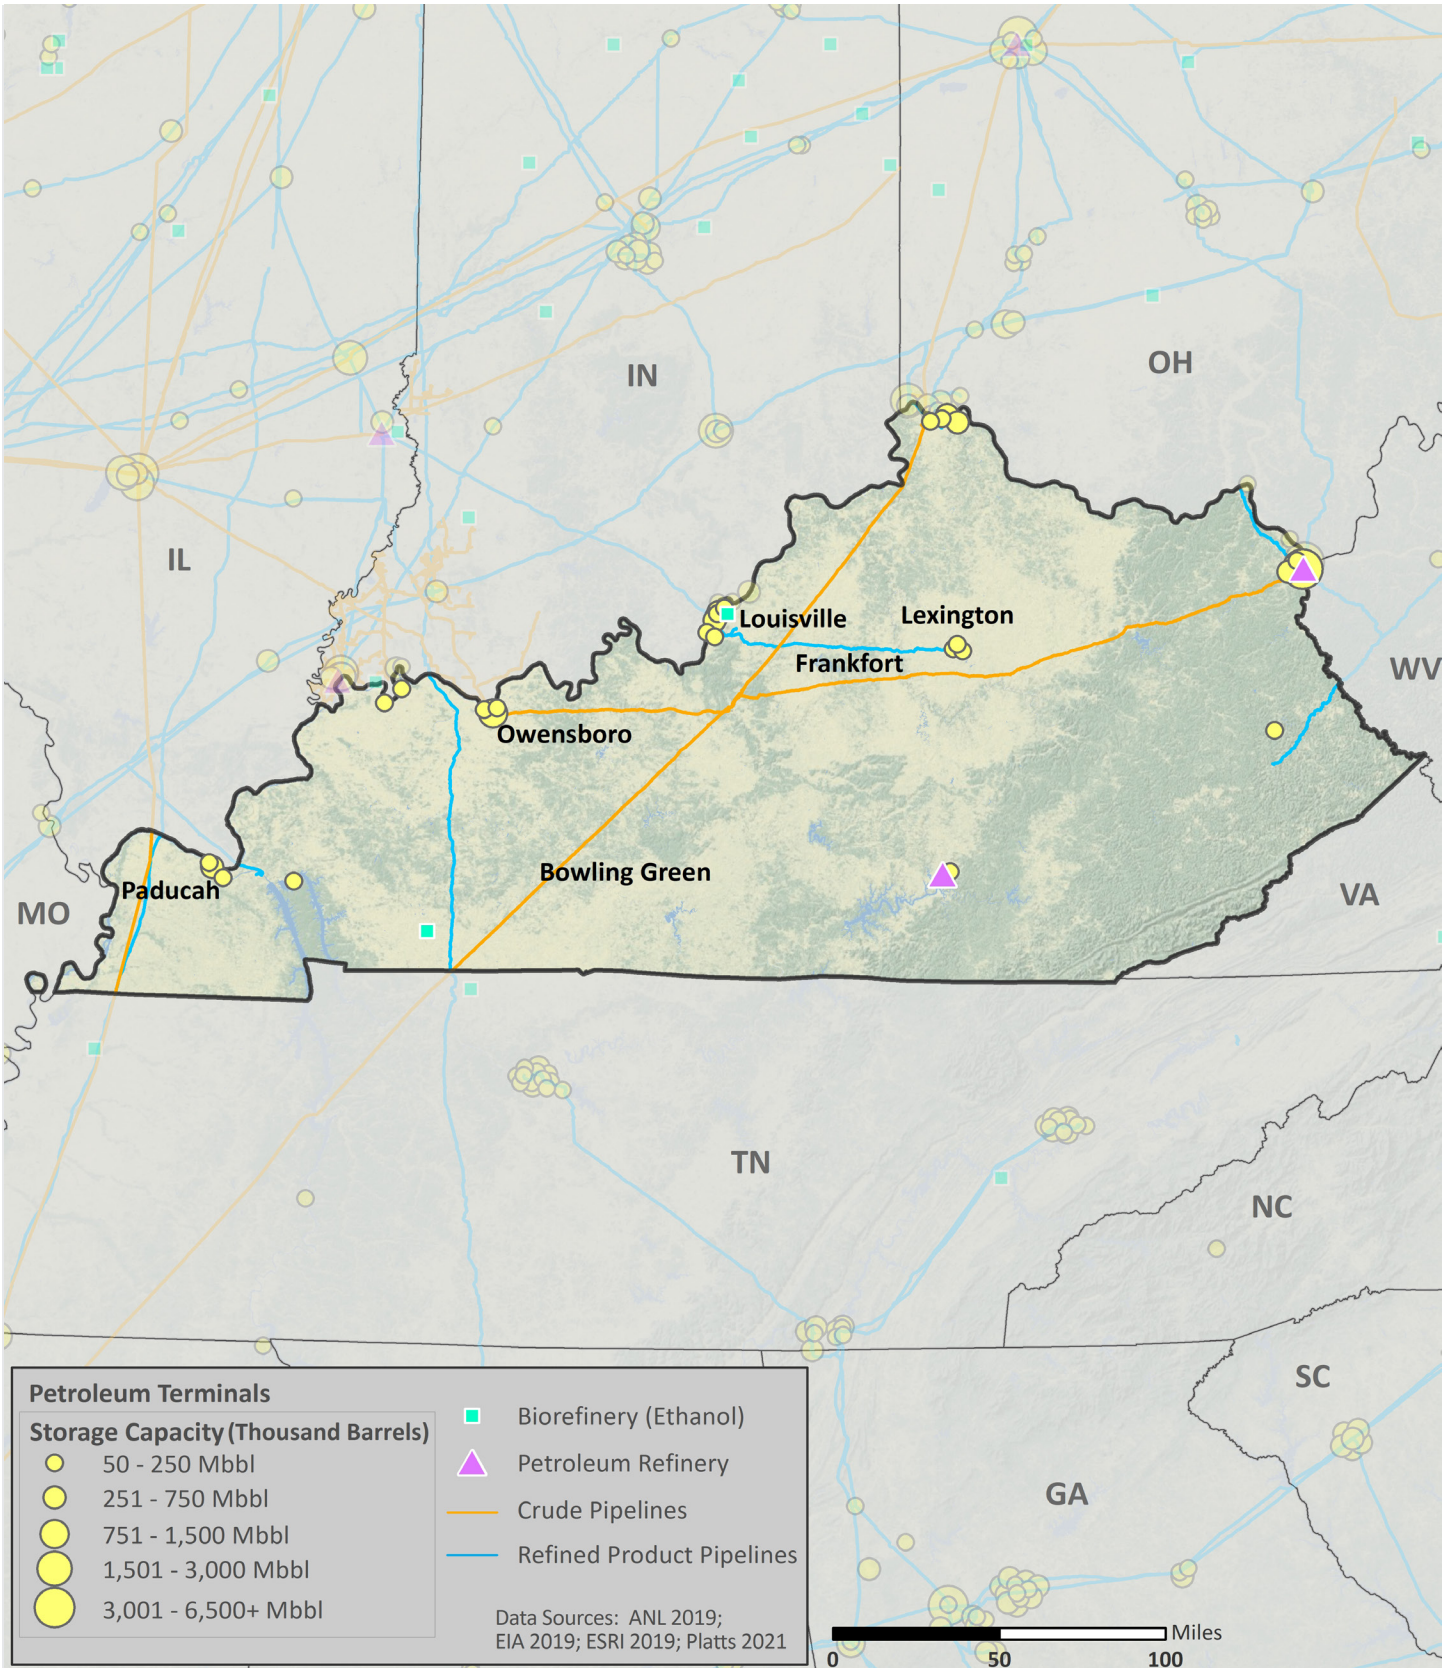 IN
OH
IL
Louisville
Lexington
Frankfort
WV
Owensboro
Bowling Green
Paducah
MO
VA
TN
NC
SC
GA
Petroleum Terminals
Storage Capacity (Thousand Barrels)
50 - 250 Mbbl
251 - 750 Mbbl
751 - 1,500 Mbbl
1,501 - 3,000 Mbbl
3,001 - 6,500+ Mbbl
Biorefinery (Ethanol)
Petroleum Refinery
Crude Pipelines
Refined Product Pipelines
Data Sources: ANL 2019;
EIA 2019; ESRI 2019; Platts 2021
Miles
0 50 100